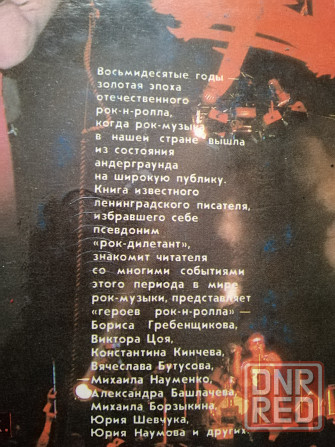 Восьмидесятые годы —
золотая эпоха
отечественного
рок-н-ролла,
когда рок-музыка
в нашей стране вышла
из состояния
андерграунда
на широкую публику.
Книга известного
ленинградского писателя,
избравшего себе
псевдоним
«рок-дилетант»,
знакомит читателя
со многими событиями
этого периода в мире
рок-музыки, представляет
«героев рок-н-ролла» —
Бориса Гребенщикова,
Виктора Цоя,
Константина Кинчева,
Вячеслава Бутусова,
Михаила Науменко,
Александра Башлачева,
Михаила Борзыкина,
Юрия Шевчука,
Юрия Наумова и других.
DNR
RED